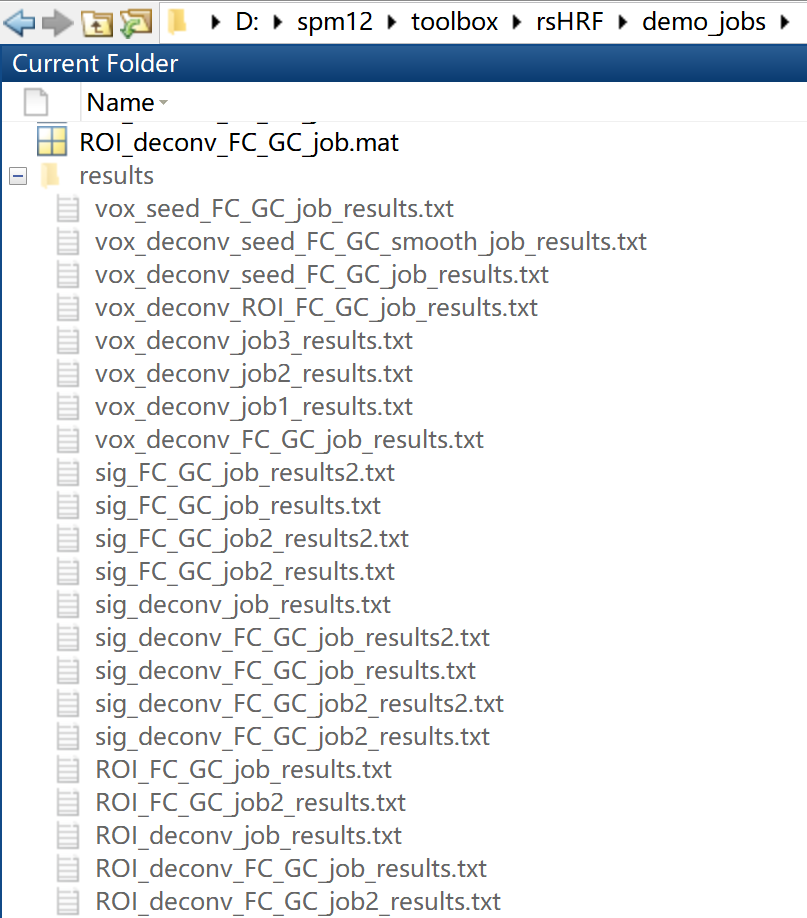 D: spm12 toolbox rsHRF demo_jobs
Current Folder
Name
ROI_deconv_FC_GC_job.mat
results
vox_seed_FC_GC_job_results.txt
vox_deconv_seed_FC_GC_smooth_job_results.txt
vox_deconv_seed_FC_GC_job_results.txt
vox_deconv_ROI_FC_GC_job_results.txt
vox_deconv_job3_results.txt
vox_deconv_job2_results.txt
vox_deconv_job1_results.txt
vox_deconv_FC_GC_job_results.txt
sig_FC_GC_job_results2.txt
sig_FC_GC_job_results.txt
sig_FC_GC_job2_results2.txt
sig_FC_GC_job2_results.txt
sig_deconv_job_results.txt
sig_deconv_FC_GC_job_results2.txt
sig_deconv_FC_GC_job_results.txt
sig_deconv_FC_GC_job2_results2.txt
sig_deconv_FC_GC_job2_results.txt
ROI_FC_GC_job_results.txt
ROI_FC_GC_job2_results.txt
ROI_deconv_job_results.txt
ROI_deconv_FC_GC_job_results.txt
ROI_deconv_FC_GC_job2_results.txt